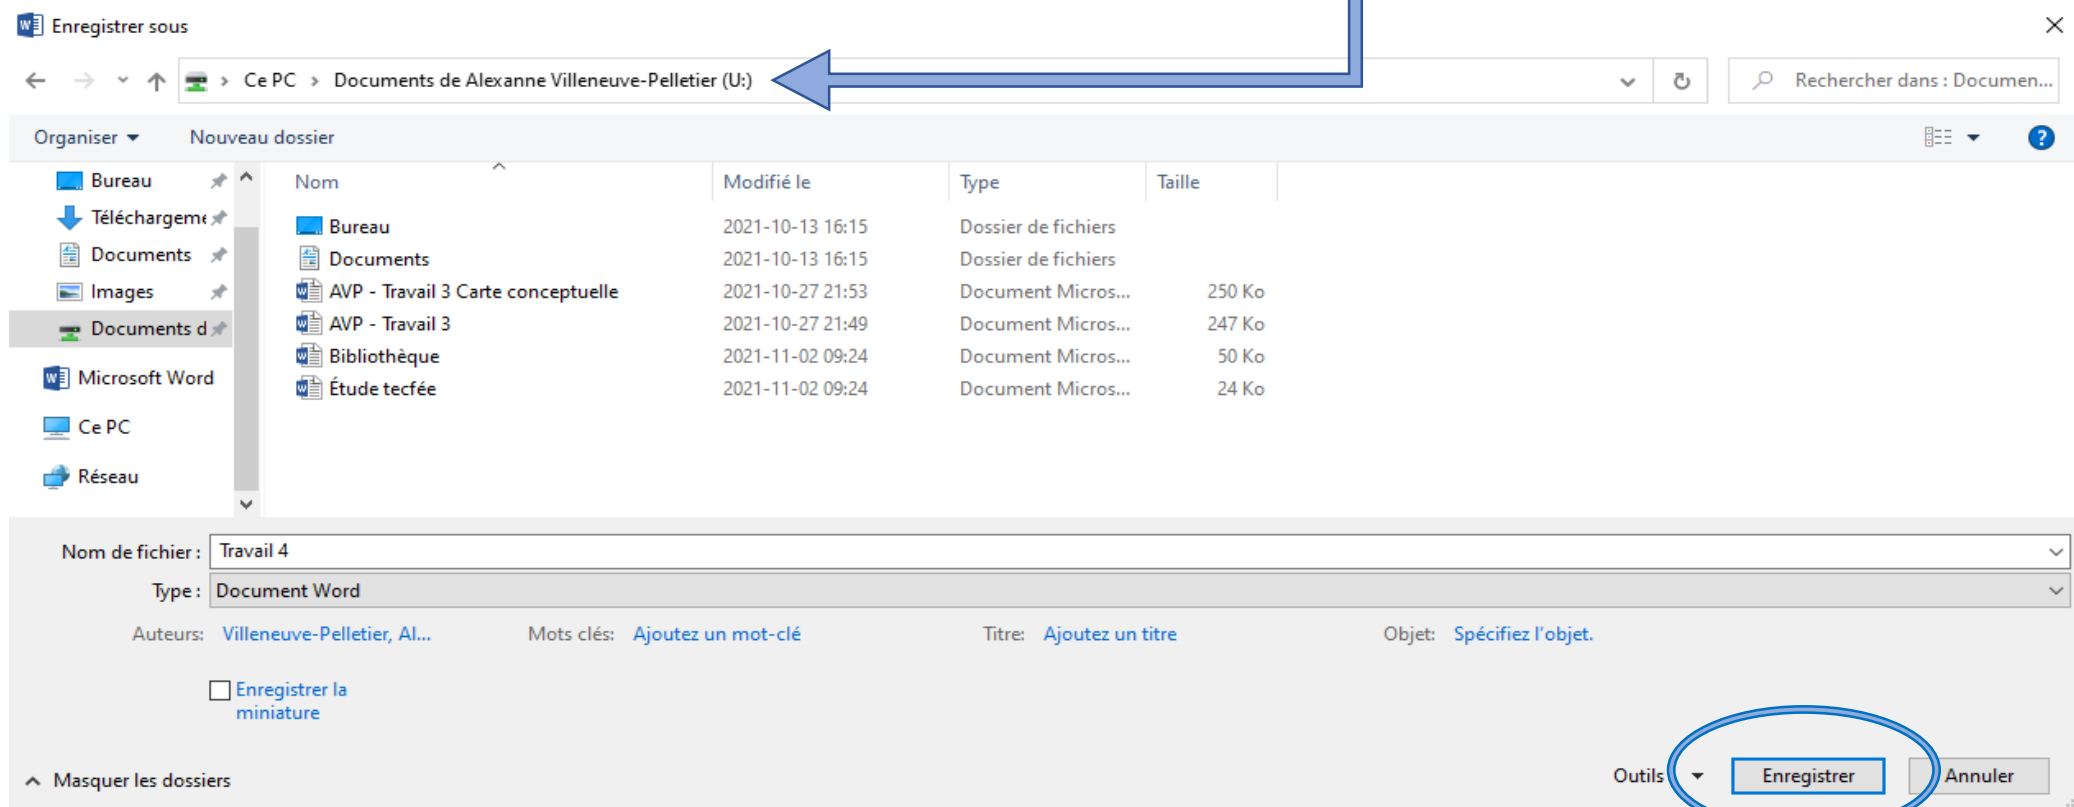 Enregistrer sous
Ce PC > Documents de Alexanne Villeneuve-Pelletier (U:)
Rechercher dans : Documen...
Organiser Nouveau dossier
Bureau
Téléchargeme
Documents
Images
Documents d
Microsoft Word
Ce PC
Réseau
Nom Modifié le Type Taille
Bureau 2021-10-13 16:15 Dossier de fichiers
Documents 2021-10-13 16:15 Dossier de fichiers
AVP - Travail 3 Carte conceptuelle 2021-10-27 21:53 Document Micros... 250 Ko
AVP - Travail 3 2021-10-27 21:49 Document Micros... 247 Ko
Bibliothèque 2021-11-02 09:24 Document Micros... 50 Ko
Étude tecfée 2021-11-02 09:24 Document Micros... 24 Ko
Nom de fichier : Travail 4
Type : Document Word
Auteurs: Villeneuve-Pelletier, Al... Mots clés: Ajoutez un mot-clé Titre: Ajoutez un titre Objet: Spécifiez l'objet.
Enregistrer la
miniature
Masquer les dossiers Outils Enregistrer Annuler